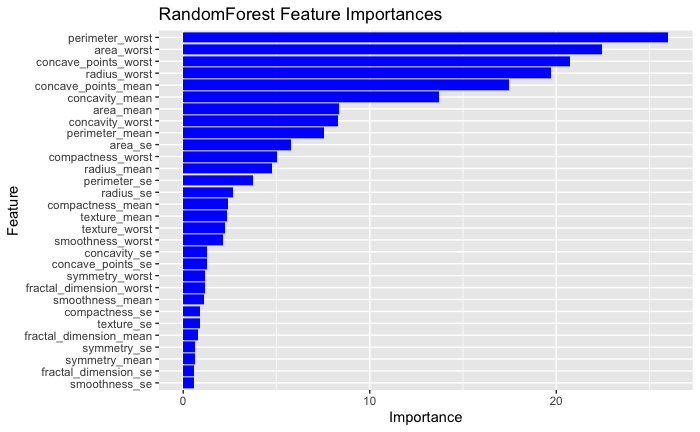 RandomForest Feature Importances
perimeter_worst
area_worst
concave_points_worst
radius_worst
concave_points_mean
concavity_mean
area_mean
concavity_worst
perimeter_mean
area_se
compactness_worst
radius_mean
perimeter_se
radius_se
compactness_mean
texture_mean
texture_worst
smoothness_worst
concavity_se
concave_points_se
symmetry_worst
fractal_dimension_worst
smoothness_mean
compactness_se
texture_se
fractal_dimension_mean
symmetry_se
symmetry_mean
fractal_dimension_se
smoothness_se
Feature
0 10 20
Importance